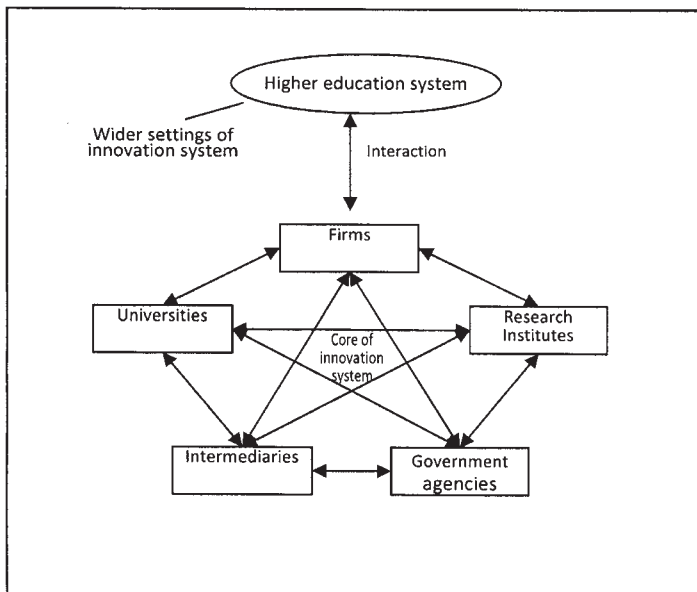 Higher education system
Wider settings of
innovation system
Interaction
Firms
Universities
Research
Institutes
Core of
innovation
system
Intermediaries
Government
agencies